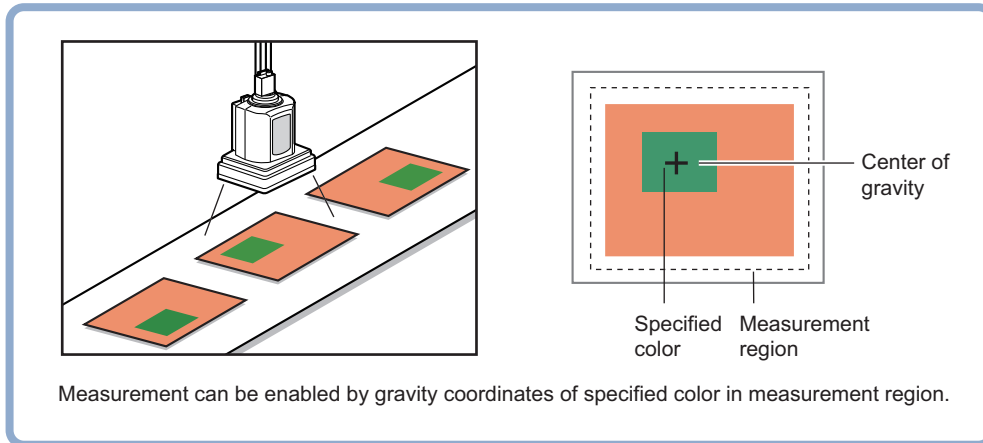 Center of
gravity
Specified
color
Measurement
region
Measurement can be enabled by gravity coordinates of specified color in measurement region.